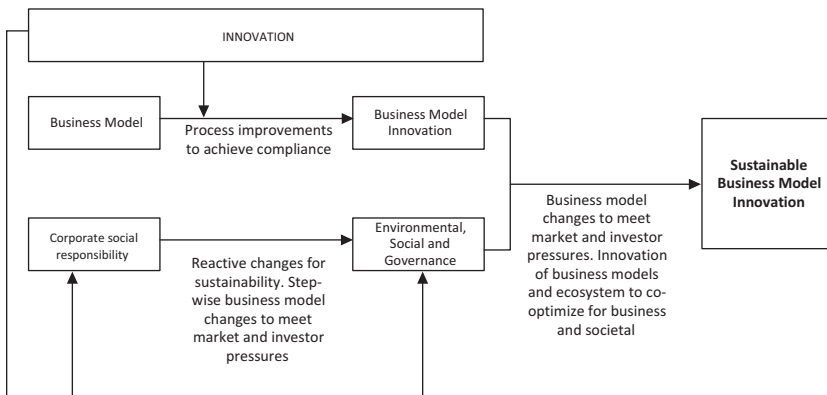 INNOVATION
Business Model
Process improvements
to achieve compliance
Business Model
Innovation
Sustainable
Business Model
Innovation
Corporate social
responsibility
Reactive changes for
sustainability. Step-
wise business model
changes to meet
market and investor
pressures
Environmental,
Social and
Governance
Business model
changes to meet
market and investor
pressures. Innovation
of business models
and ecosystem to co-
optimize for business
and societal